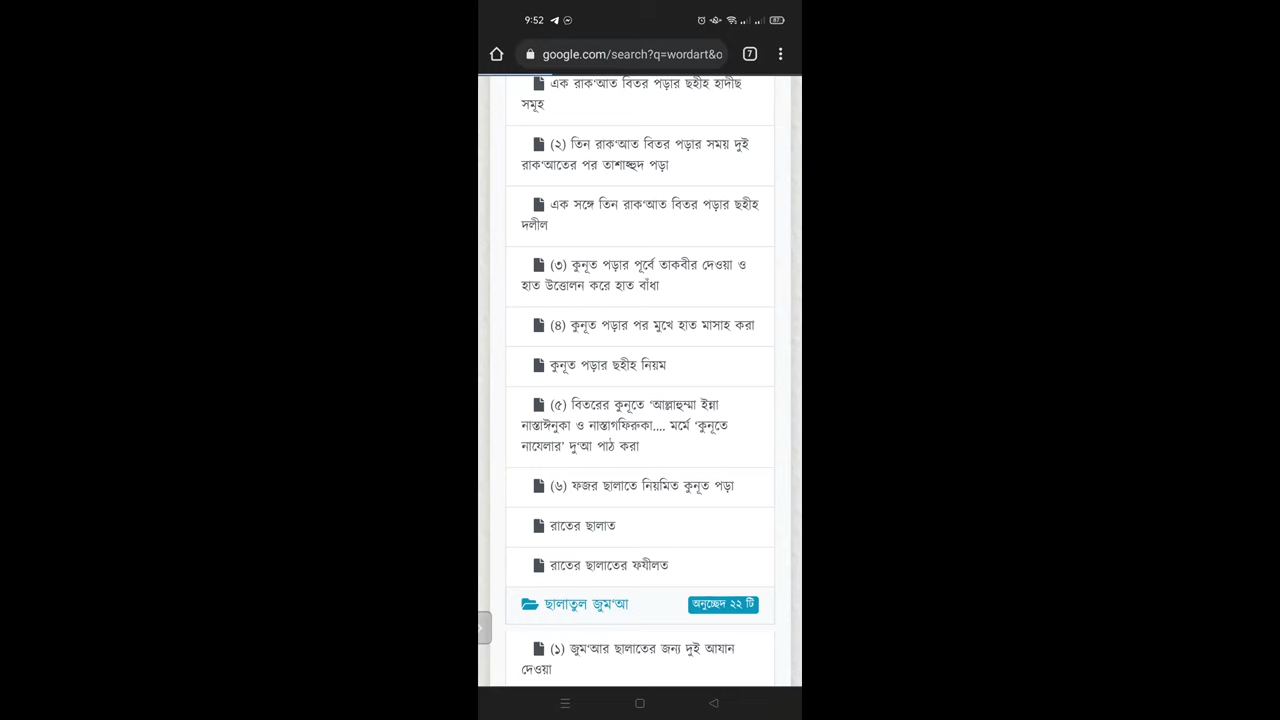 9:52
87
google.com/search?q=wordart&o
7
এক রাক‘আত বিতর পড়ার ছহীহ হাদীছ
সমূহ
(২) তিন রাক‘আত বিতর পড়ার সময় দুই
রাক‘আতের পর তাশাহ্হুদ পড়া
এক সঙ্গে তিন রাক‘আত বিতর পড়ার ছহীহ
দলীল
(৩) কুনূত পড়ার পূর্বে তাকবীর দেওয়া ও
হাত উত্তোলন করে হাত বাঁধা
(৪) কুনূত পড়ার পর মুখে হাত মাসাহ করা
কুনূত পড়ার ছহীহ নিয়ম
(৫) বিতরের কুনূতে ‘আল্লাহুম্মা ইন্না
নাস্তাঈনুকা ও নাস্তাগফিরুকা.... মর্মে ‘কুনূতে
নাযেলার’ দু‘আ পাঠ করা
(৬) ফজর ছালাতে নিয়মিত কুনূত পড়া
রাতের ছালাত
রাতের ছালাতের ফযীলত
ছালাতুল জুম‘আ অনুচ্ছেদ ২২ টি
(১) জুম‘আর ছালাতের জন্য দুই আযান
দেওয়া